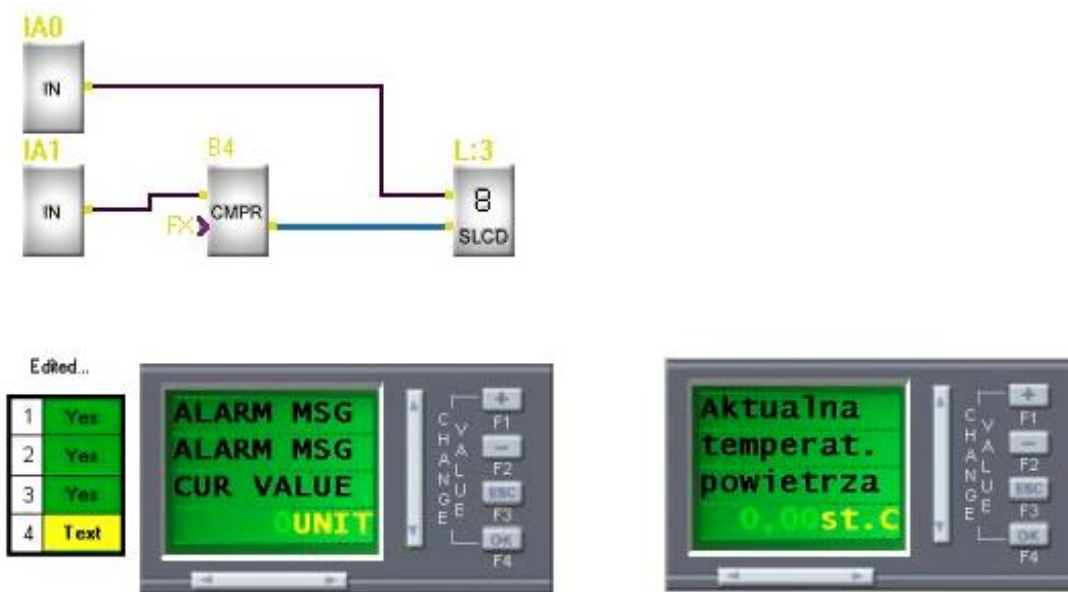 IA0
IN
IA1
IN
B4
FX
CMPR
L:3
8
SLCD
Edited...
1 Yes
2 Yes
3 Yes
4 Text
ALARM MSG
ALARM MSG
CUR VALUE
0UNIT
CHANGE
VALUE
+
F1
-
F2
ESC
F3
OK
F4
Aktualna
temperat.
powietrza
0.00st.C
CHANGE
VALUE
+
F1
-
F2
ESC
F3
OK
F4